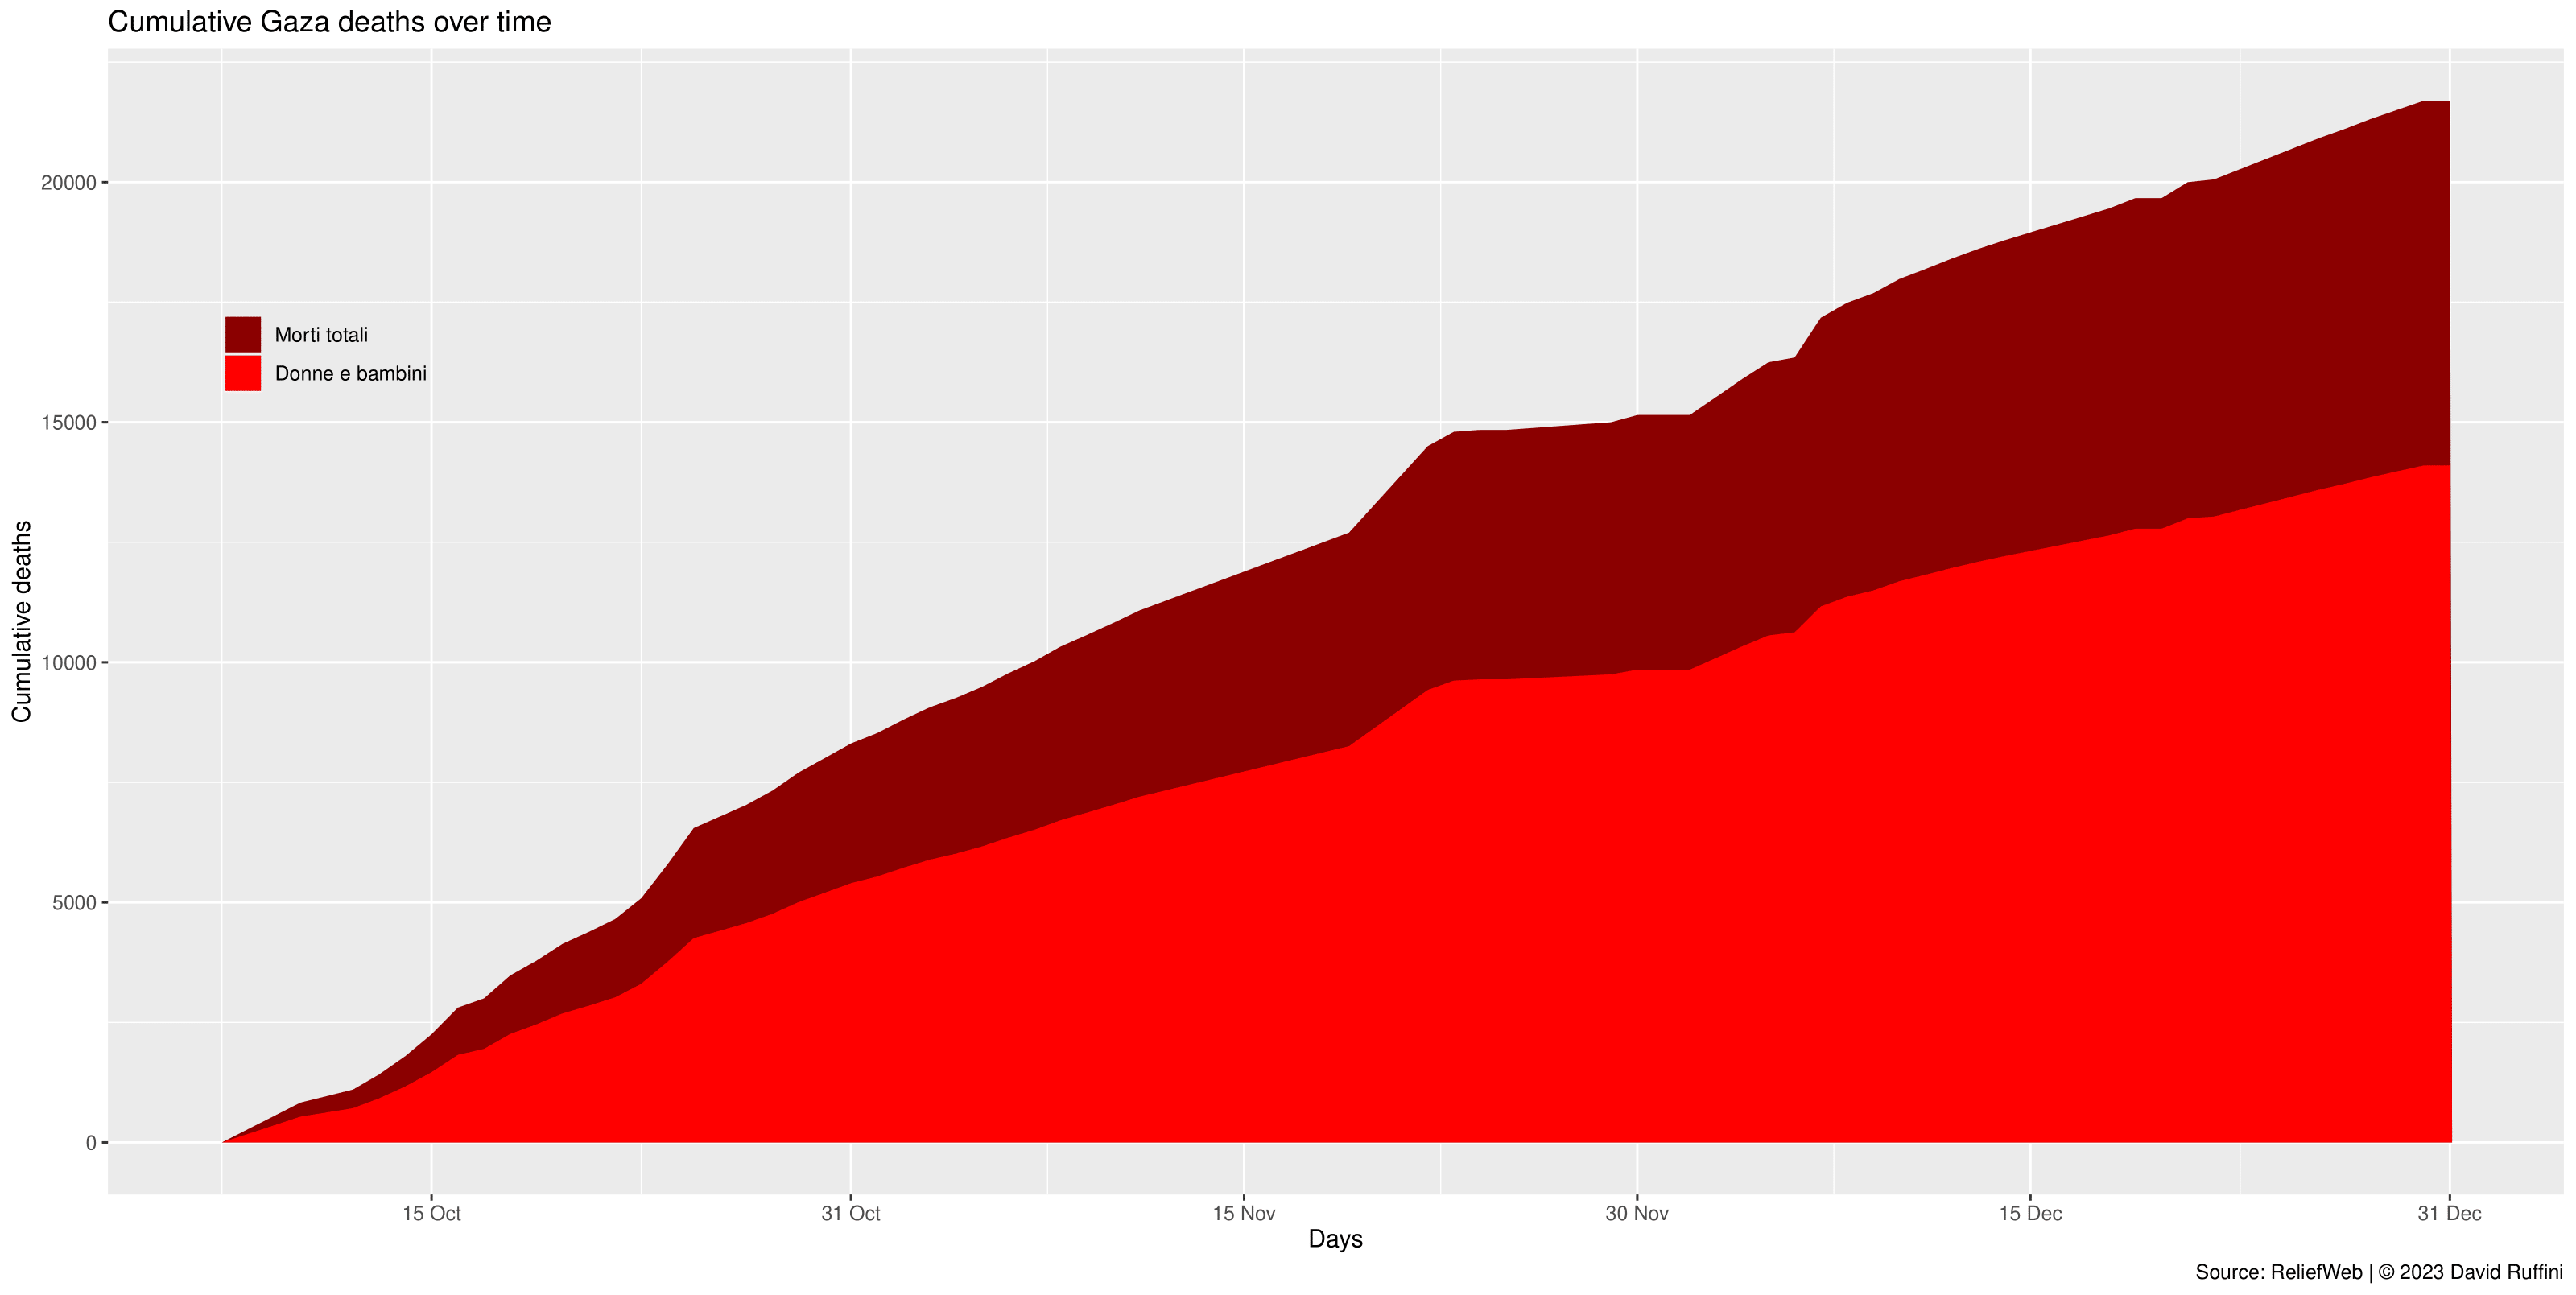 Cumulative Gaza deaths over time
20000
15000
10000
5000
0
Cumulative deaths
Morti totali
Donne e bambini
15 Oct
31 Oct
15 Nov
30 Nov
15 Dec
31 Dec
Days
Source: ReliefWeb | © 2023 David Ruffini